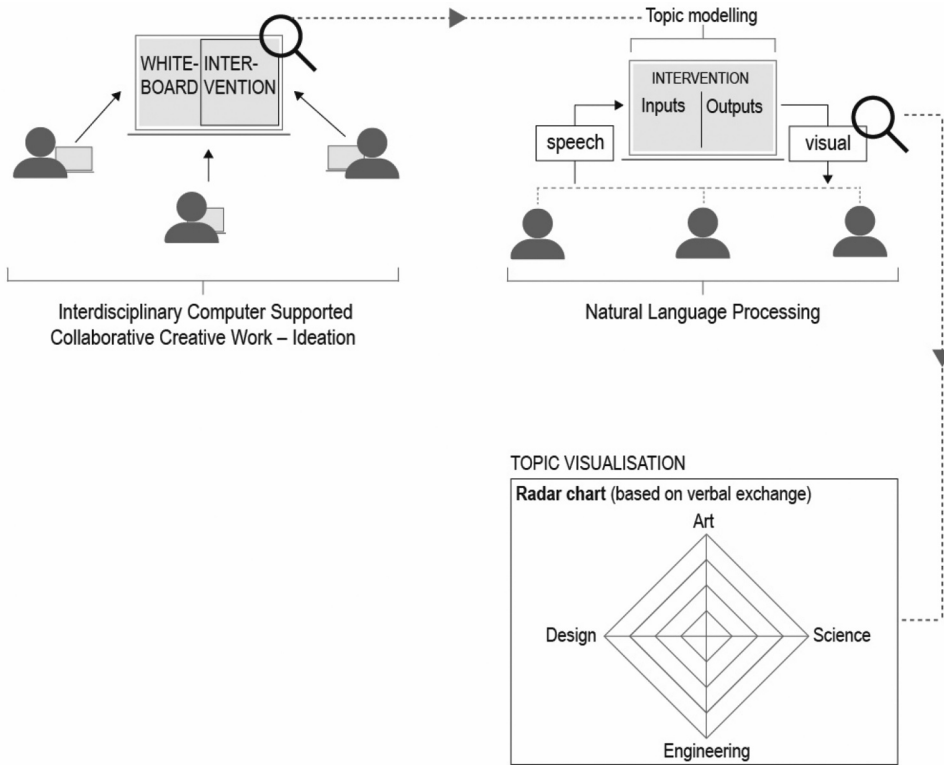 WHITE-
BOARD
INTER-
VENTION
Interdisciplinary Computer Supported
Collaborative Creative Work – Ideation
Topic modelling
INTERVENTION
Inputs
Outputs
speech
visual
Natural Language Processing
TOPIC VISUALISATION
Radar chart (based on verbal exchange)
Art
Design
Science
Engineering